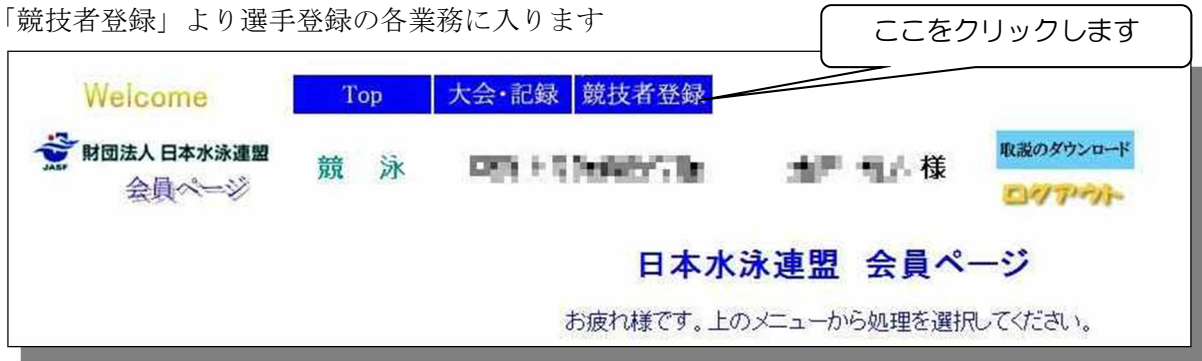 「競技者登録」より選手登録の各業務に入ります
ここをクリックします
Welcome
Top
大会・記録
競技者登録
財団法人 日本水泳連盟
JASF
会員ページ
競 泳
様
取説のダウンロード
ログアウト
日本水泳連盟 会員ページ
お疲れ様です。上のメニューから処理を選択してください。